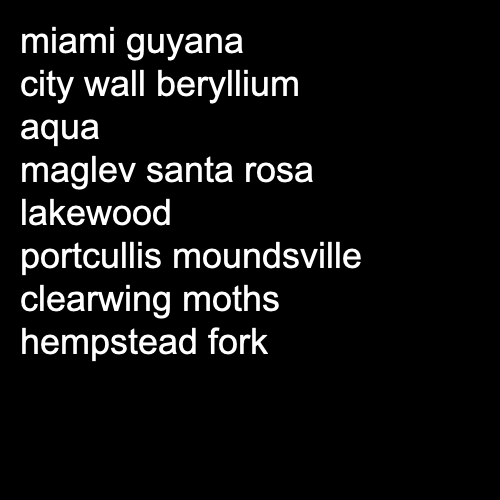 miami guyana
city wall beryllium
aqua
maglev santa rosa
lakewood
portcullis moundsville
clearwing moths
hempstead fork